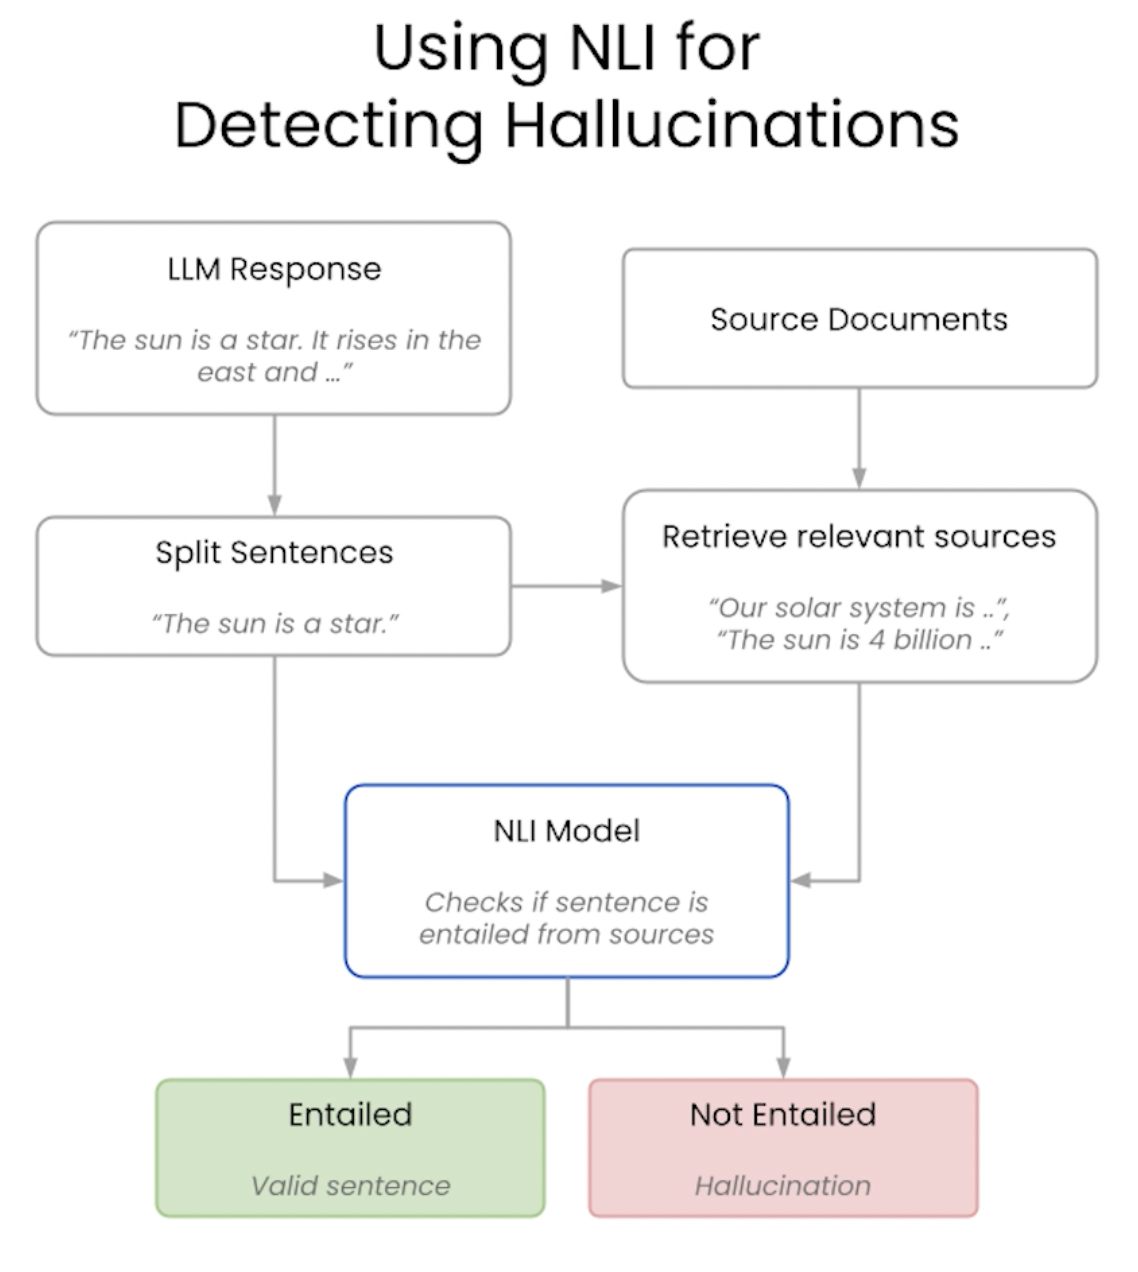 Using NLI for
Detecting Hallucinations
LLM Response
“The sun is a star. It rises in the
east and ...”
Source Documents
Split Sentences
“The sun is a star.”
Retrieve relevant sources
“Our solar system is ..”,
“The sun is 4 billion ..”
NLI Model
Checks if sentence is
entailed from sources
Entailed
Valid sentence
Not Entailed
Hallucination